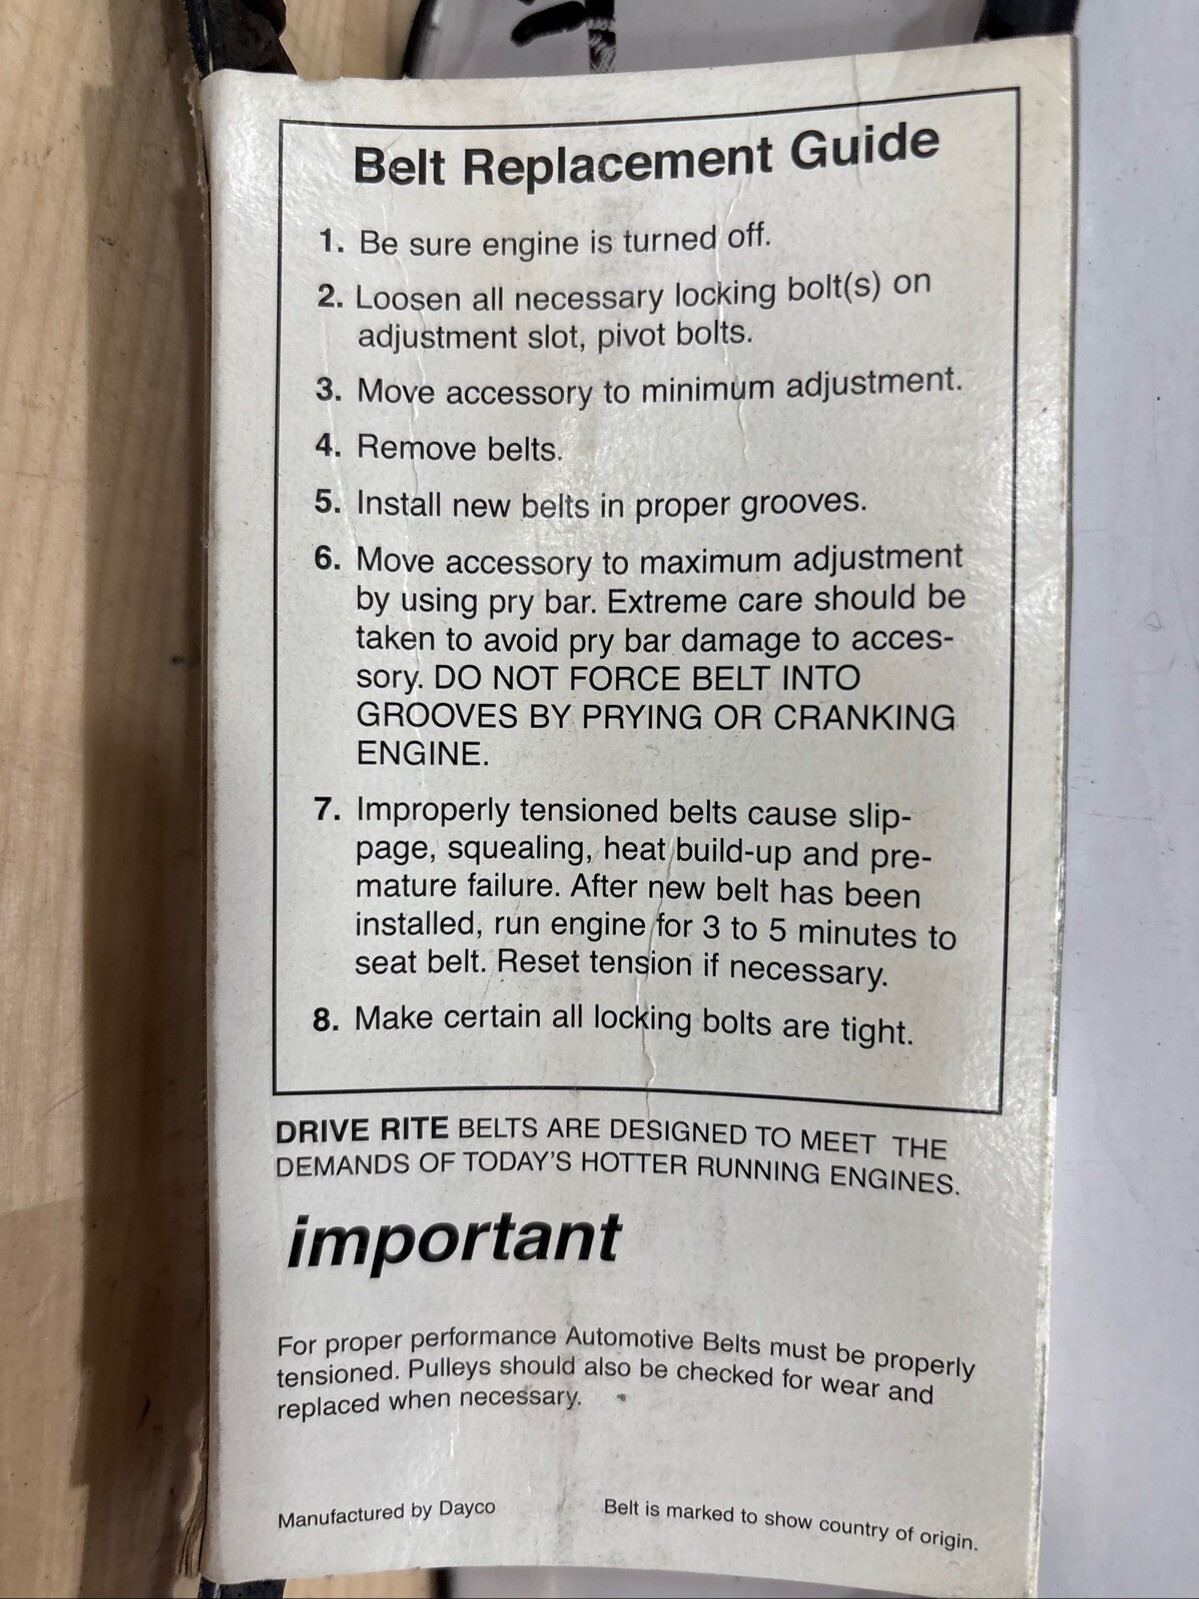 Belt Replacement Guide
1. Be sure engine is turned off.
2. Loosen all necessary locking bolt(s) on
adjustment slot, pivot bolts.
3. Move accessory to minimum adjustment.
4. Remove belts.
5. Install new belts in proper grooves.
6. Move accessory to maximum adjustment
by using pry bar. Extreme care should be
taken to avoid pry bar damage to acces-
sory. DO NOT FORCE BELT INTO
GROOVES BY PRYING OR CRANKING
ENGINE.
7. Improperly tensioned belts cause slip-
page, squealing, heat build-up and pre-
mature failure. After new belt has been
installed, run engine for 3 to 5 minutes to
seat belt. Reset tension if necessary.
8. Make certain all locking bolts are tight.
DRIVE RITE BELTS ARE DESIGNED TO MEET THE
DEMANDS OF TODAY'S HOTTER RUNNING ENGINES.
important
For proper performance Automotive Belts must be properly
tensioned. Pulleys should also be checked for wear and
replaced when necessary.
Manufactured by Dayco Belt is marked to show country of origin.